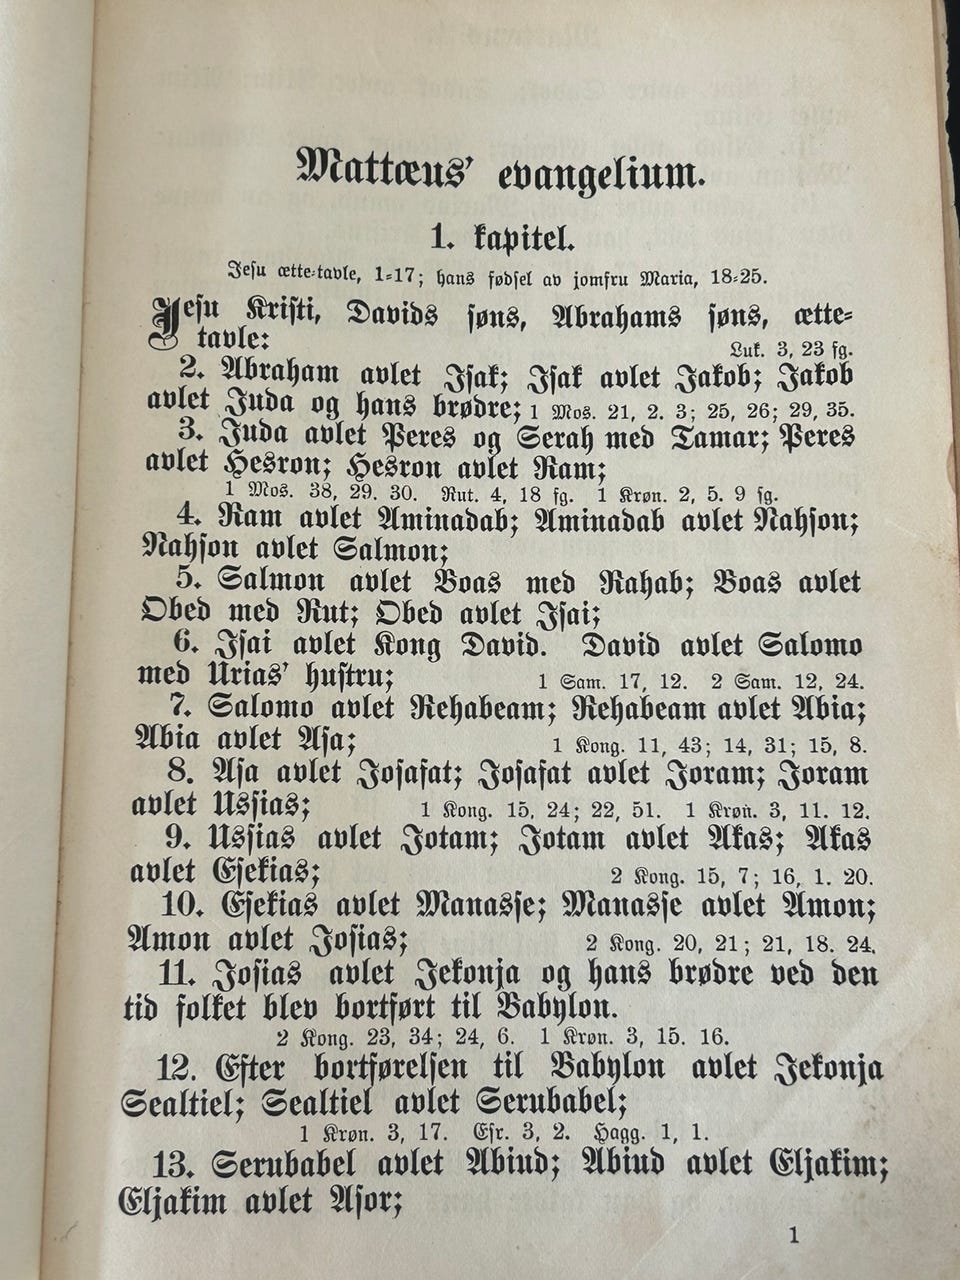 Mattæus’ evangelium.
1. kapitel.
Jesu ætte-tavle, 1-17; hans fødsel av jomfru Maria, 18-25.
Jesu Kristi, Davids søns, Abrahams søns, ætte-
tavle: Luk. 3, 23 fg.
2. Abraham avlet Isak; Isak avlet Jakob; Jakob
avlet Juda og hans brødre; 1 Mos. 21, 2. 3; 25, 26; 29, 35.
3. Juda avlet Peres og Serah med Tamar; Peres
avlet Hesron; Hesron avlet Ram;
1 Mos. 38, 29. 30. Rut. 4, 18 fg. 1 Krøn. 2, 5. 9 fg.
4. Ram avlet Aminadab; Aminadab avlet Nahson;
Nahson avlet Salmon;
5. Salmon avlet Boas med Rahab; Boas avlet
Obed med Rut; Obed avlet Isai;
6. Isai avlet Kong David. David avlet Salomo
med Urias’ hustru; 1 Sam. 17, 12. 2 Sam. 12, 24.
7. Salomo avlet Rehabeam; Rehabeam avlet Abia;
Abia avlet Asa; 1 Kong. 11, 43; 14, 31; 15, 8.
8. Asa avlet Josafat; Josafat avlet Joram; Joram
avlet Ussias; 1 Kong. 15, 24; 22, 51. 1 Krøn. 3, 11. 12.
9. Ussias avlet Jotam; Jotam avlet Akas; Akas
avlet Esekias; 2 Kong. 15, 7; 16, 1. 20.
10. Esekias avlet Manasse; Manasse avlet Amon;
Amon avlet Josias; 2 Kong. 20, 21; 21, 18. 24.
11. Josias avlet Jekonja og hans brødre ved den
tid folket blev bortført til Babylon.
2 Kong. 23, 34; 24, 6. 1 Krøn. 3, 15. 16.
12. Efter bortførelsen til Babylon avlet Jekonja
Sealtiel; Sealtiel avlet Serubabel;
1 Krøn. 3, 17. Esr. 3, 2. Hagg. 1, 1.
13. Serubabel avlet Abiud; Abiud avlet Eljakim;
Eljakim avlet Asor;
1